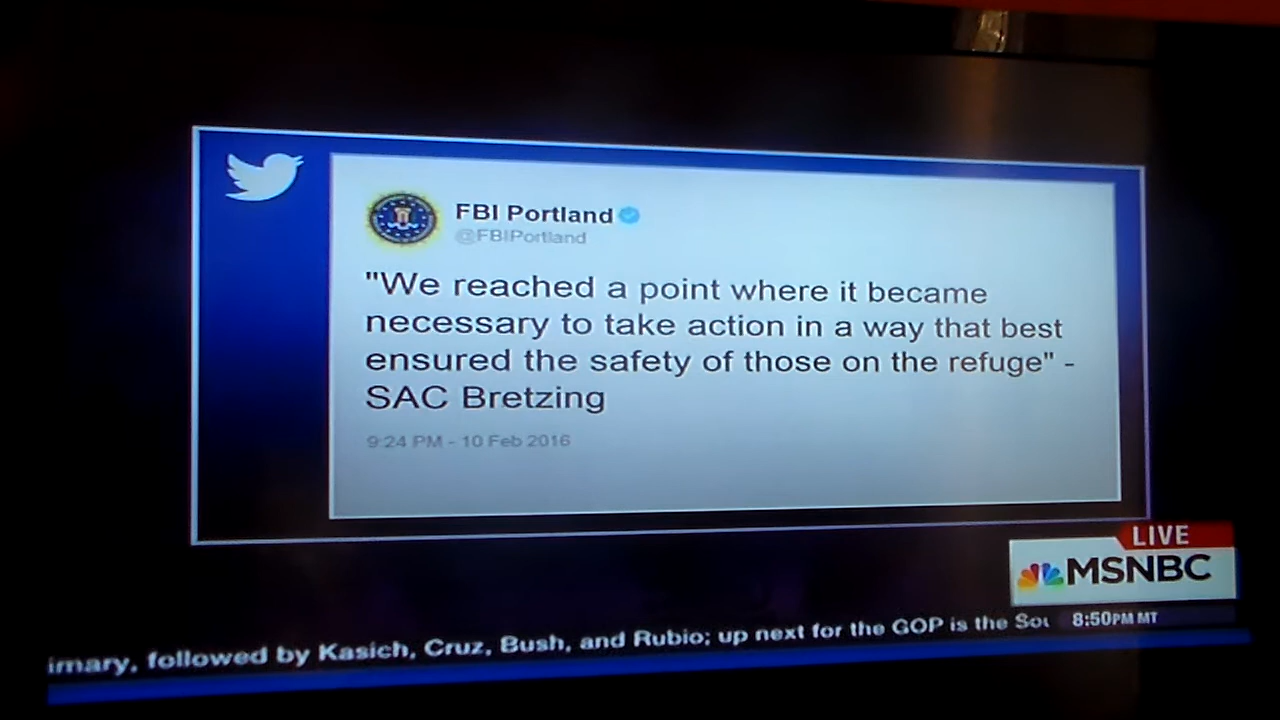 FBI Portland
@FBIPortland
"We reached a point where it became
necessary to take action in a way that best
ensured the safety of those on the refuge" -
SAC Bretzing
9:24 PM - 10 Feb 2016
LIVE
MSNBC
imary, followed by Kasich, Cruz, Bush, and Rubio; up next for the GOP is the Sou
8:50PM MT